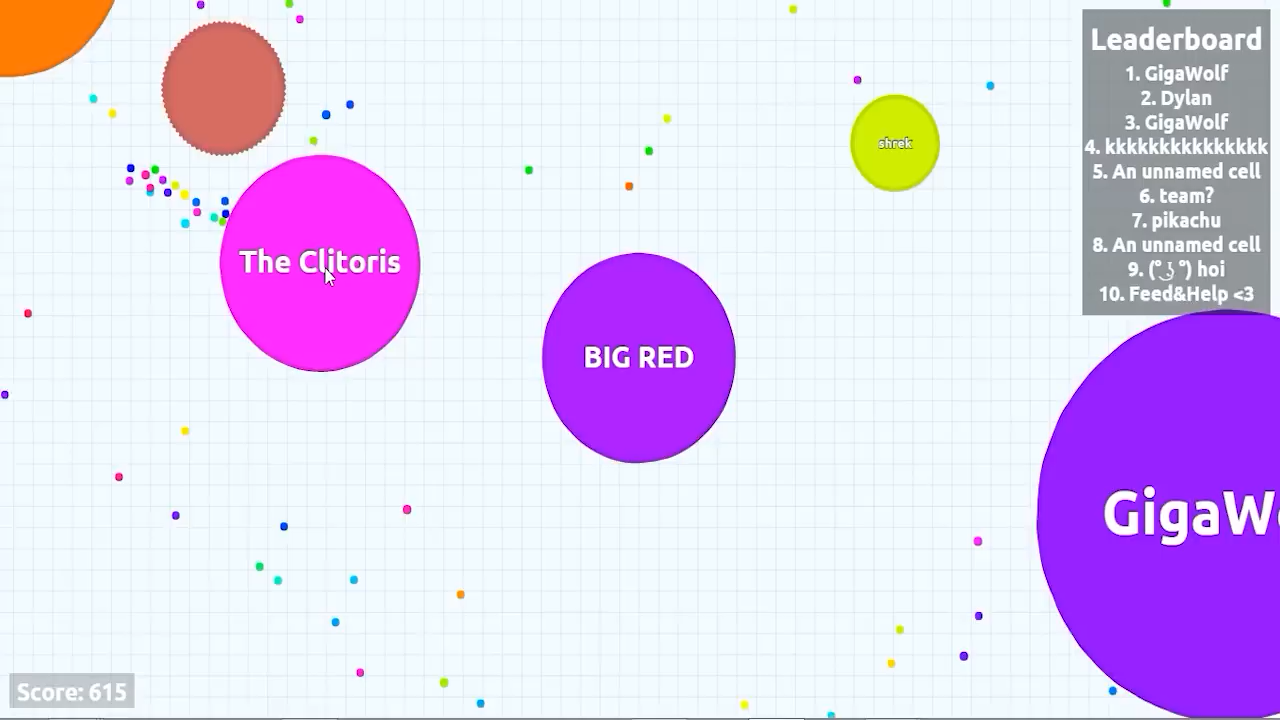 Leaderboard
1. GigaWolf
2. Dylan
3. GigaWolf
4. kkkkkkkkkkkkkkk
5. An unnamed cell
6. team?
7. pikachu
8. An unnamed cell
9. (͡° ͜ʖ ͡°) hoi
10. Feed&Help <3
shrek
The Clitoris
BIG RED
GigaWo
Score: 615